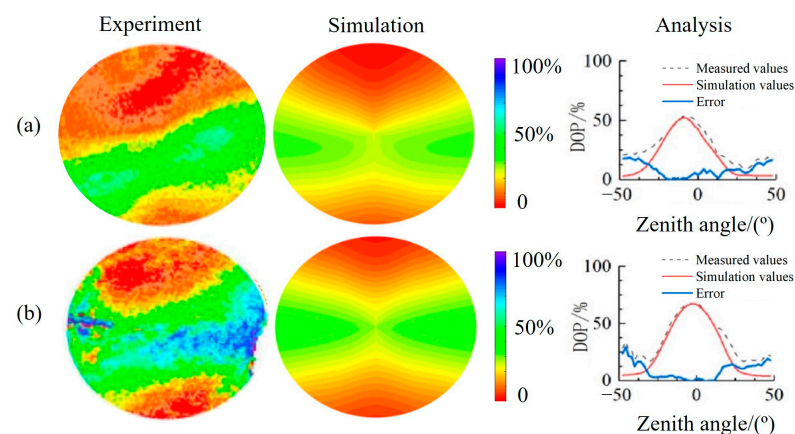 Experiment Simulation Analysis
(a)
100%
50%
0
100
50
0
DOP/%
Measured values
Simulation values
Error
−50 0 50
Zenith angle/(º)
(b)
100%
50%
0
100
50
0
DOP/%
Measured values
Simulation values
Error
−50 0 50
Zenith angle/(º)